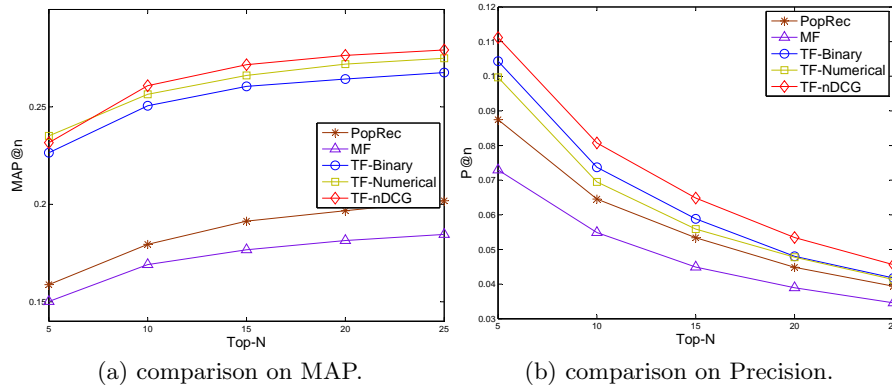 MAP@n
0.25
0.2
0.15
5
10
15
20
25
Top-N
PopRec
MF
TF-Binary
TF-Numerical
TF-nDCG
(a) comparison on MAP.
P@n
0.12
0.11
0.1
0.09
0.08
0.07
0.06
0.05
0.04
0.03
5
10
15
20
25
Top-N
PopRec
MF
TF-Binary
TF-Numerical
TF-nDCG
(b) comparison on Precision.